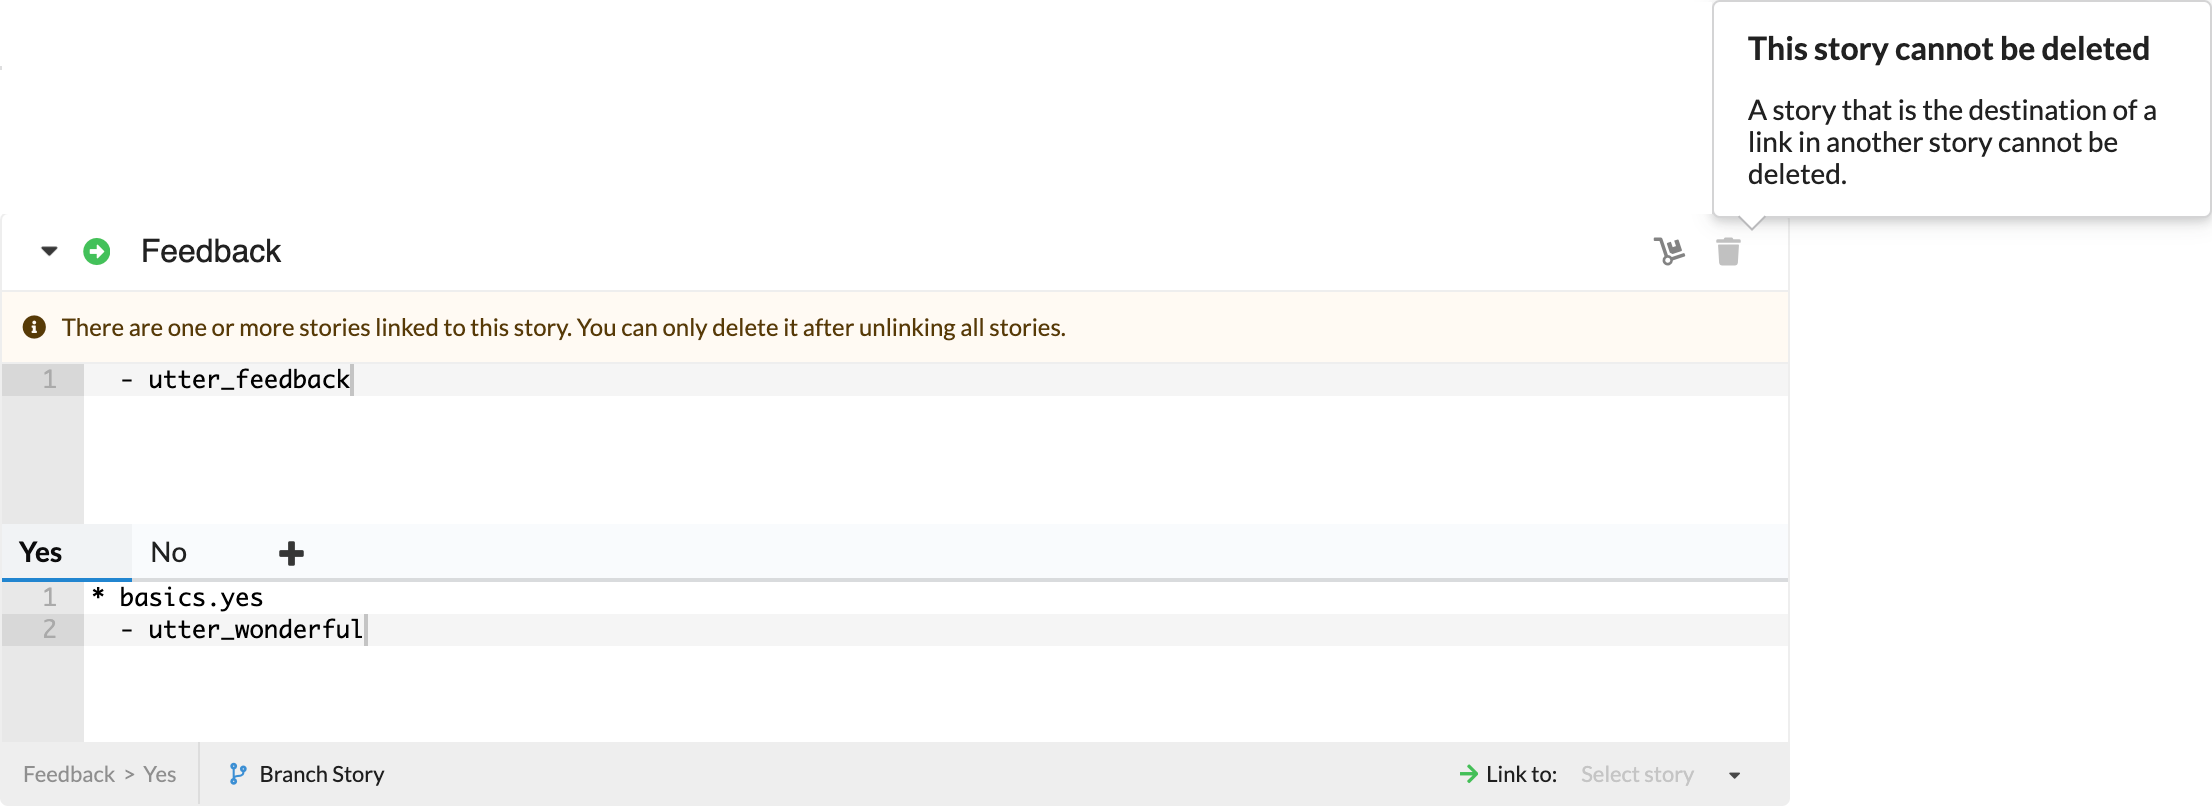 This story cannot be deleted
A story that is the destination of a
link in another story cannot be
deleted.
Feedback
There are one or more stories linked to this story. You can only delete it after unlinking all stories.
1 - utter_feedback
Yes No
1 * basics.yes
2 - utter_wonderful
Feedback > Yes Branch Story Link to: Select story